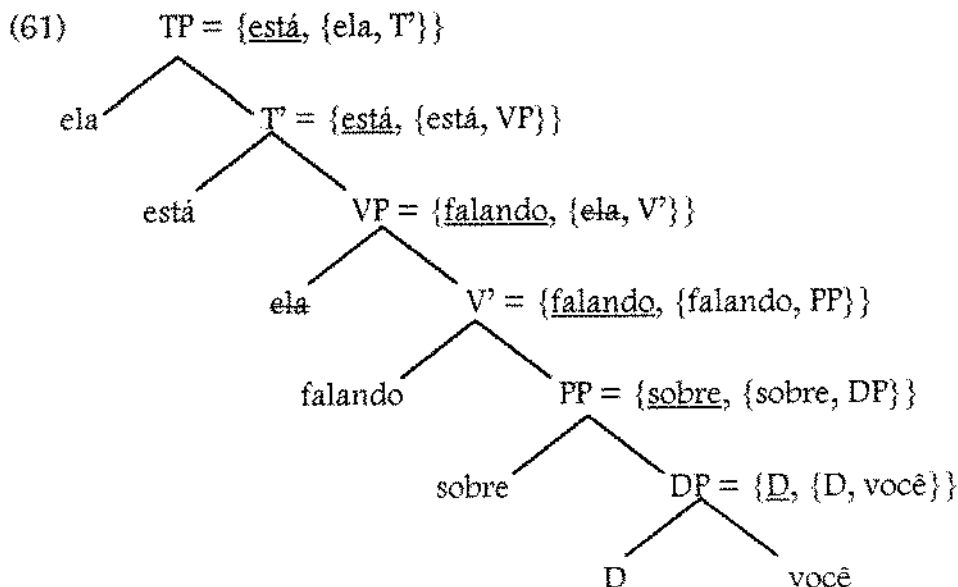 (61) TP = {está, {ela, T’}}
ela T’ = {está, {está, VP}}
está VP = {falando, {ela, V’}}
ela V’ = {falando, {falando, PP}}
falando PP = {sobre, {sobre, DP}}
sobre DP = {D, {D, você}}
D você